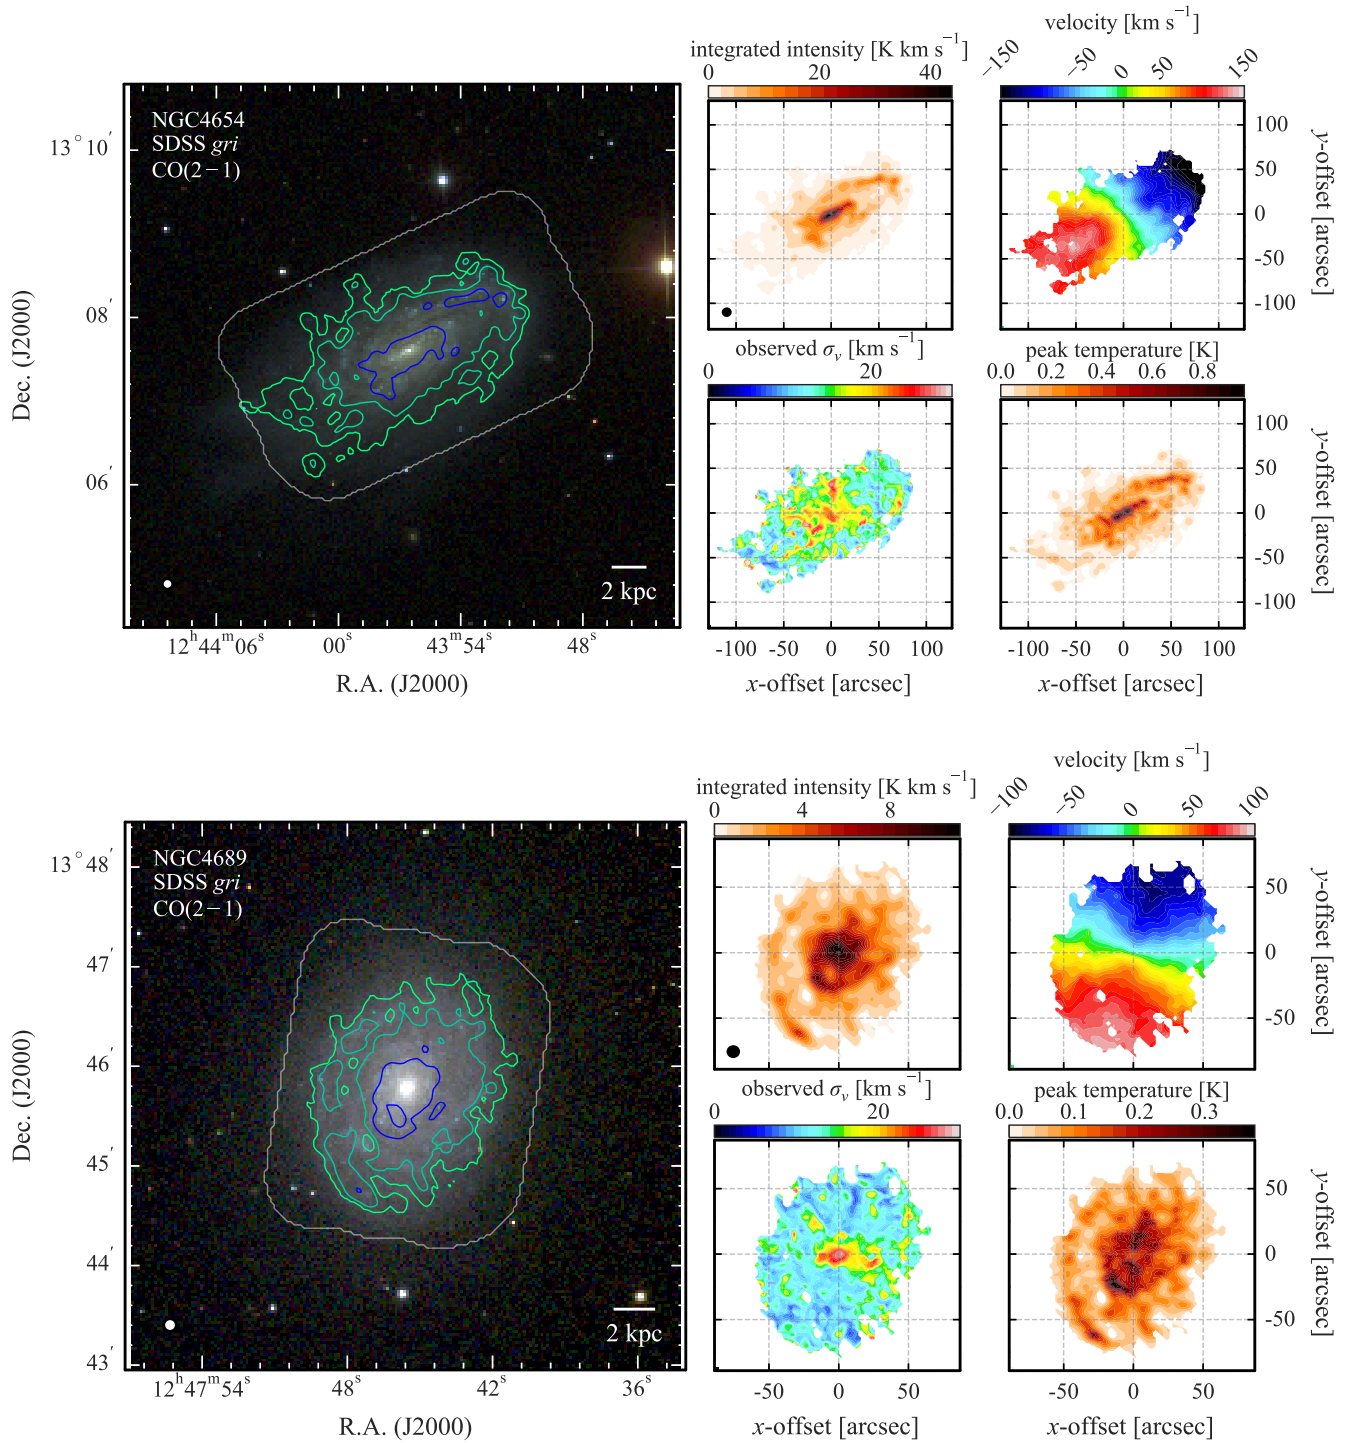 NGC4654
SDSS gri
CO(2−1)
13° 10′
08′
06′
Dec. (J2000)
2 kpc
12ʰ44ᵐ06ˢ 00ˢ 43ᵐ54ˢ 48ˢ
R.A. (J2000)
integrated intensity [K km s⁻¹]
0 20 40
velocity [km s⁻¹]
−150 −50 0 50 150
100
50
0
-50
-100
y-offset [arcsec]
observed σᵥ [km s⁻¹]
0 20
peak temperature [K]
0.0 0.2 0.4 0.6 0.8
100
50
0
-50
-100
y-offset [arcsec]
-100 -50 0 50 100
x-offset [arcsec]
-100 -50 0 50 100
x-offset [arcsec]
NGC4689
SDSS gri
CO(2−1)
13° 48′
47′
46′
45′
44′
43′
Dec. (J2000)
2 kpc
12ʰ47ᵐ54ˢ 48ˢ 42ˢ 36ˢ
R.A. (J2000)
integrated intensity [K km s⁻¹]
0 4 8
velocity [km s⁻¹]
−100 −50 0 50 100
50
0
-50
y-offset [arcsec]
observed σᵥ [km s⁻¹]
0 20
peak temperature [K]
0.0 0.1 0.2 0.3
50
0
-50
y-offset [arcsec]
-50 0 50
x-offset [arcsec]
-50 0 50
x-offset [arcsec]